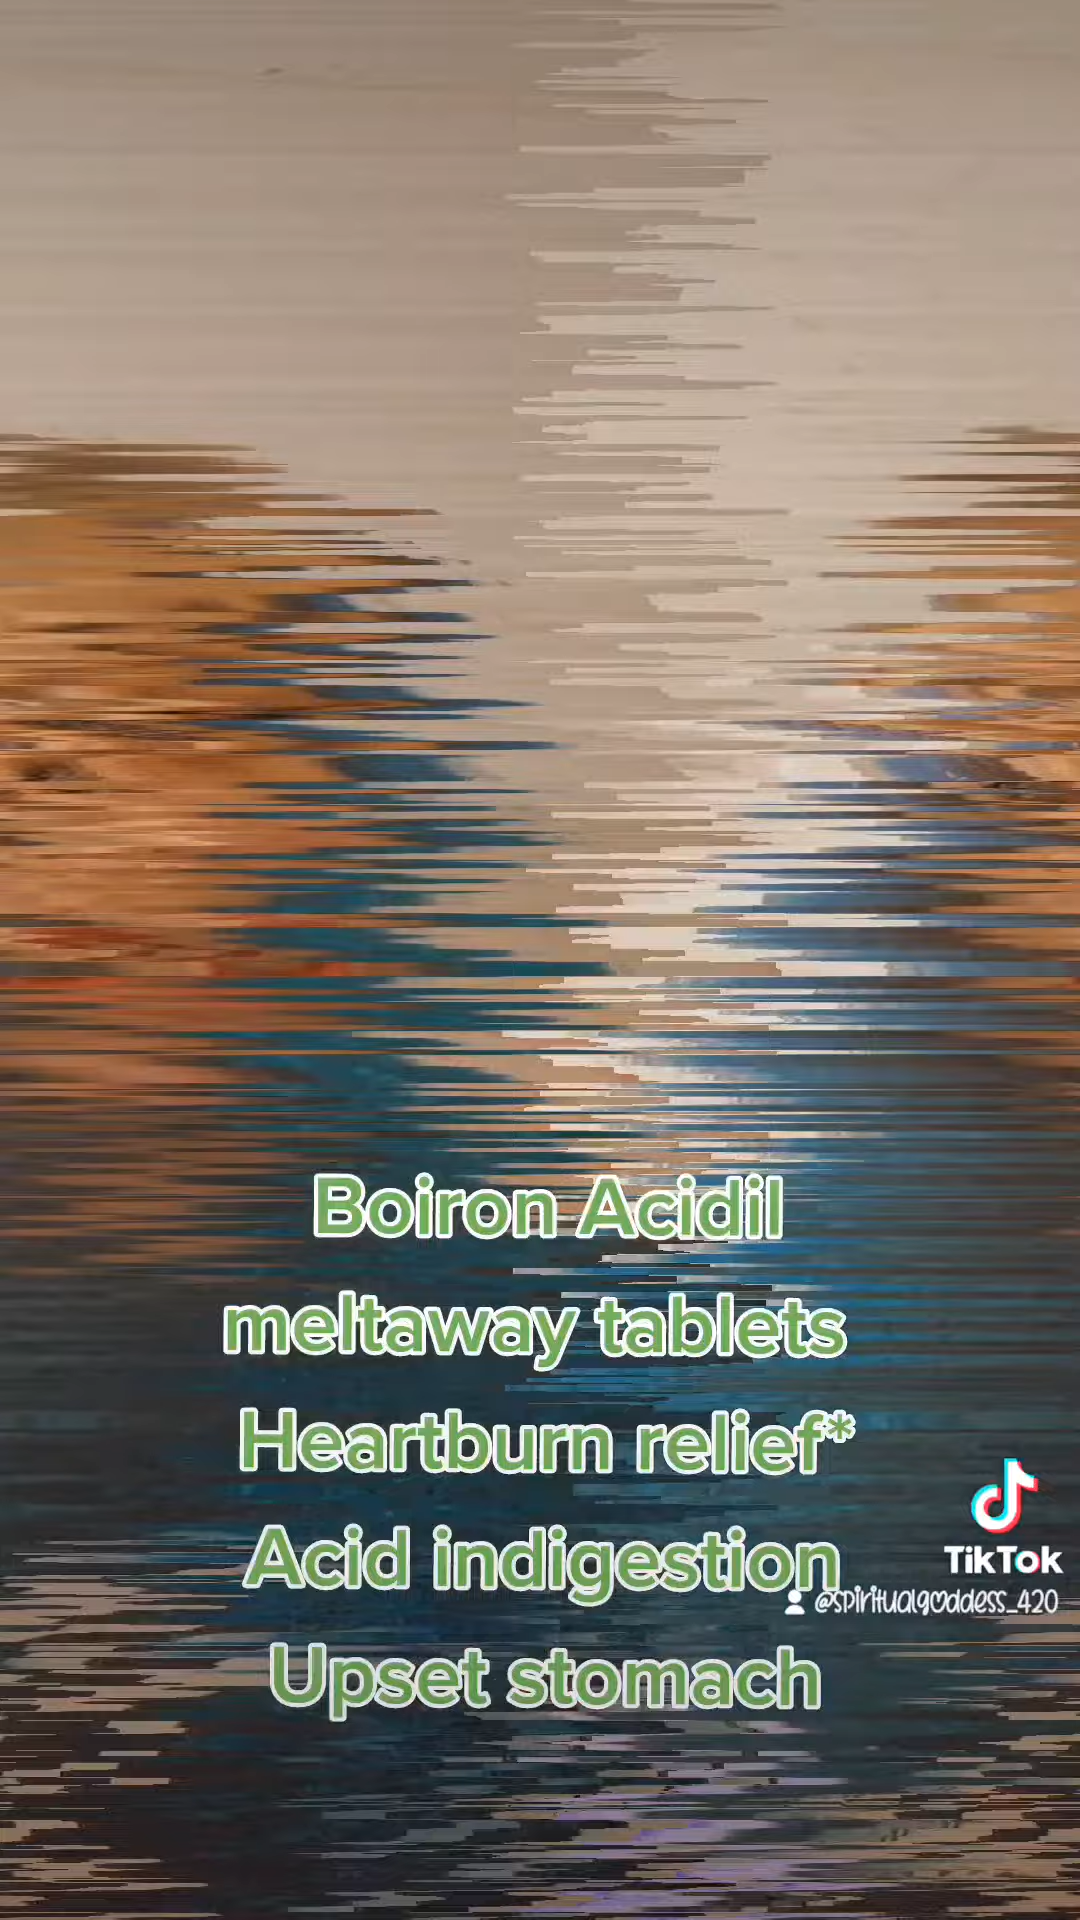 Boiron Acidil
meltaway tablets
Heartburn relief*
Acid indigestion
Upset stomach
TikTok
@spiritualgoddess_420